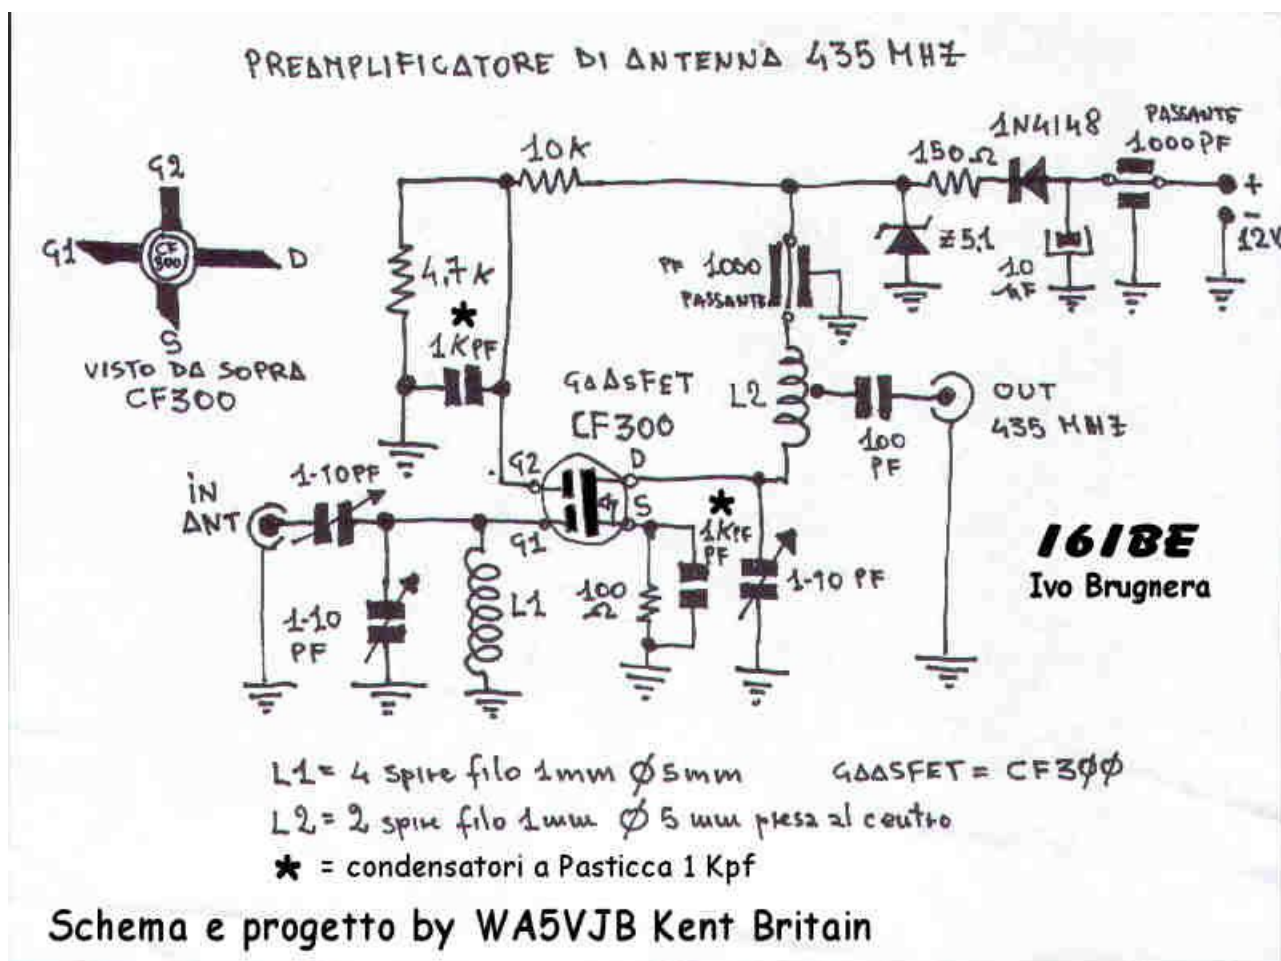 PREAMPLIFICATORE DI ANTENNA 435 MHZ
G2
G1
CF
300
D
S
VISTO DA SOPRA
CF300
10K
4,7K
*
1KPF
PF 1000
PASSANTE
150Ω
1N4148
PASSANTE
1000PF
+
-
12V
Z5,1
10
µF
GaAsFET
CF300
L2
100
PF
OUT
435 MHZ
G2
D
S
G1
iN
ANT
1-10PF
1-10
PF
L1
100
Ω
*
1KPF
PF
1-10 PF
I6IBE
Ivo Brugnera
L1= 4 spire filo 1mm Ø5mm
GAASFET = CF300
L2= 2 spire filo 1mm Ø 5 mm presa al centro
* = condensatori a Pasticca 1 Kpf
Schema e progetto by WA5VJB Kent Britain